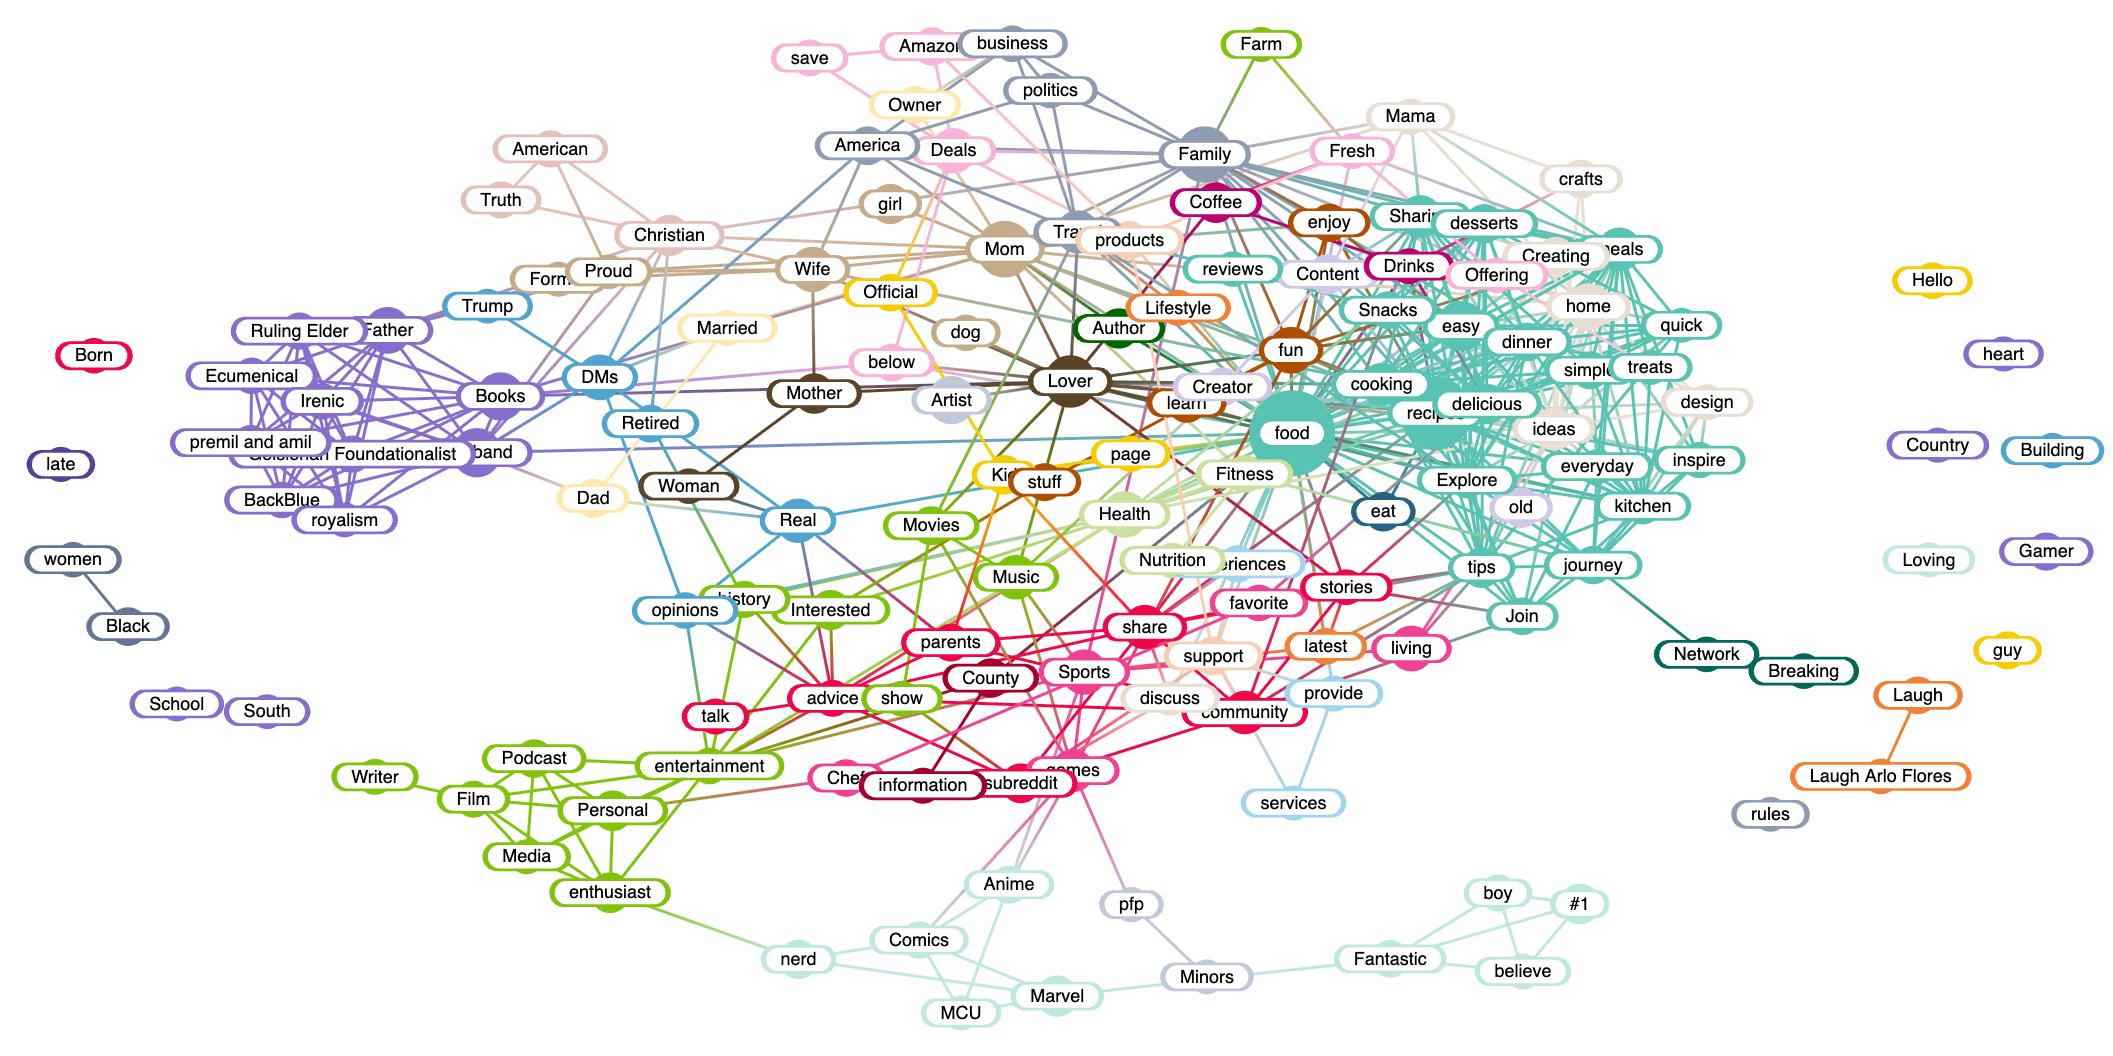 save
Amazon
business
Farm
politics
Owner
Mama
American
America
Deals
Family
Fresh
crafts
Truth
girl
Coffee
Christian
Mom
products
enjoy
desserts
Creating
Form
Proud
Wife
reviews
Content
Drinks
Offering
Hello
Trump
Official
Lifestyle
Snacks
home
Ruling Elder
Father
Married
dog
Author
easy
quick
Born
Ecumenical
DMs
below
fun
dinner
simple
treats
heart
Irenic
Books
Mother
Artist
Lover
Creator
learn
cooking
recipes
delicious
design
Retired
food
ideas
premil and amil
Foundationalist
band
page
Country
Building
late
BackBlue
royalism
Dad
Woman
stuff
Fitness
Explore
everyday
inspire
Real
Movies
Health
eat
old
kitchen
women
Black
history
opinions
Interested
Music
Nutrition
stories
favorite
tips
journey
Join
Loving
Gamer
parents
share
support
latest
living
Network
Breaking
guy
School
South
talk
advice
show
County
Sports
discuss
community
provide
Laugh
Podcast
entertainment
Writer
Film
Personal
Chef
information
subreddit
games
services
Laugh Arlo Flores
rules
Media
enthusiast
Anime
pfp
boy
#1
Comics
nerd
Minors
Fantastic
believe
Marvel
MCU